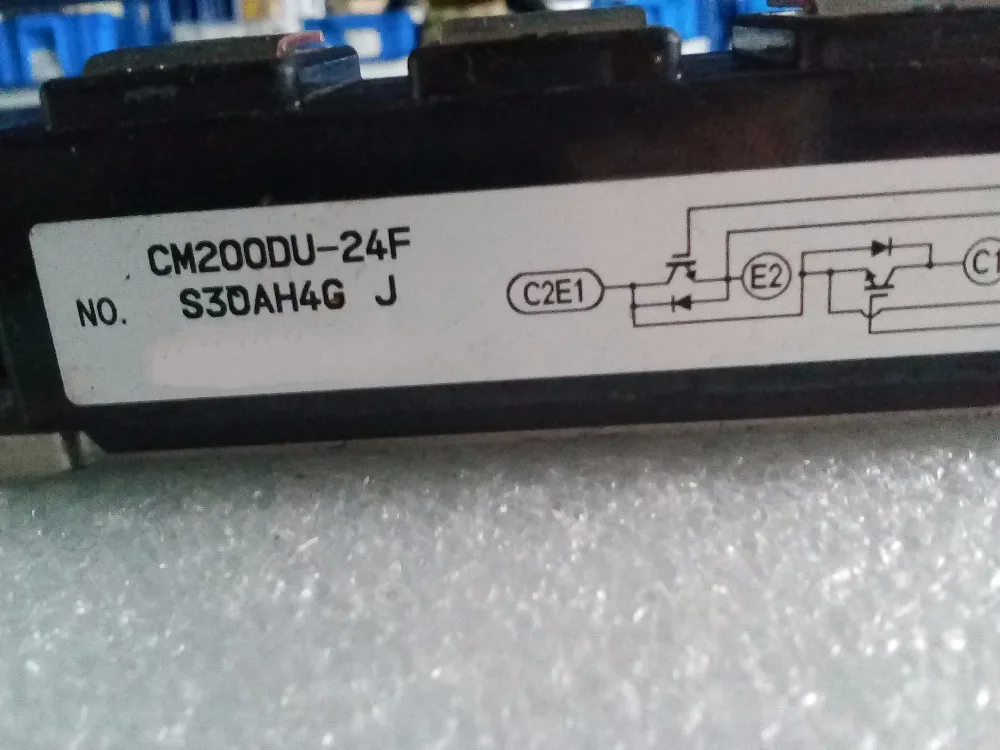 CM200DU-24F
NO. S30AH4G J
C2E1
E2
C1